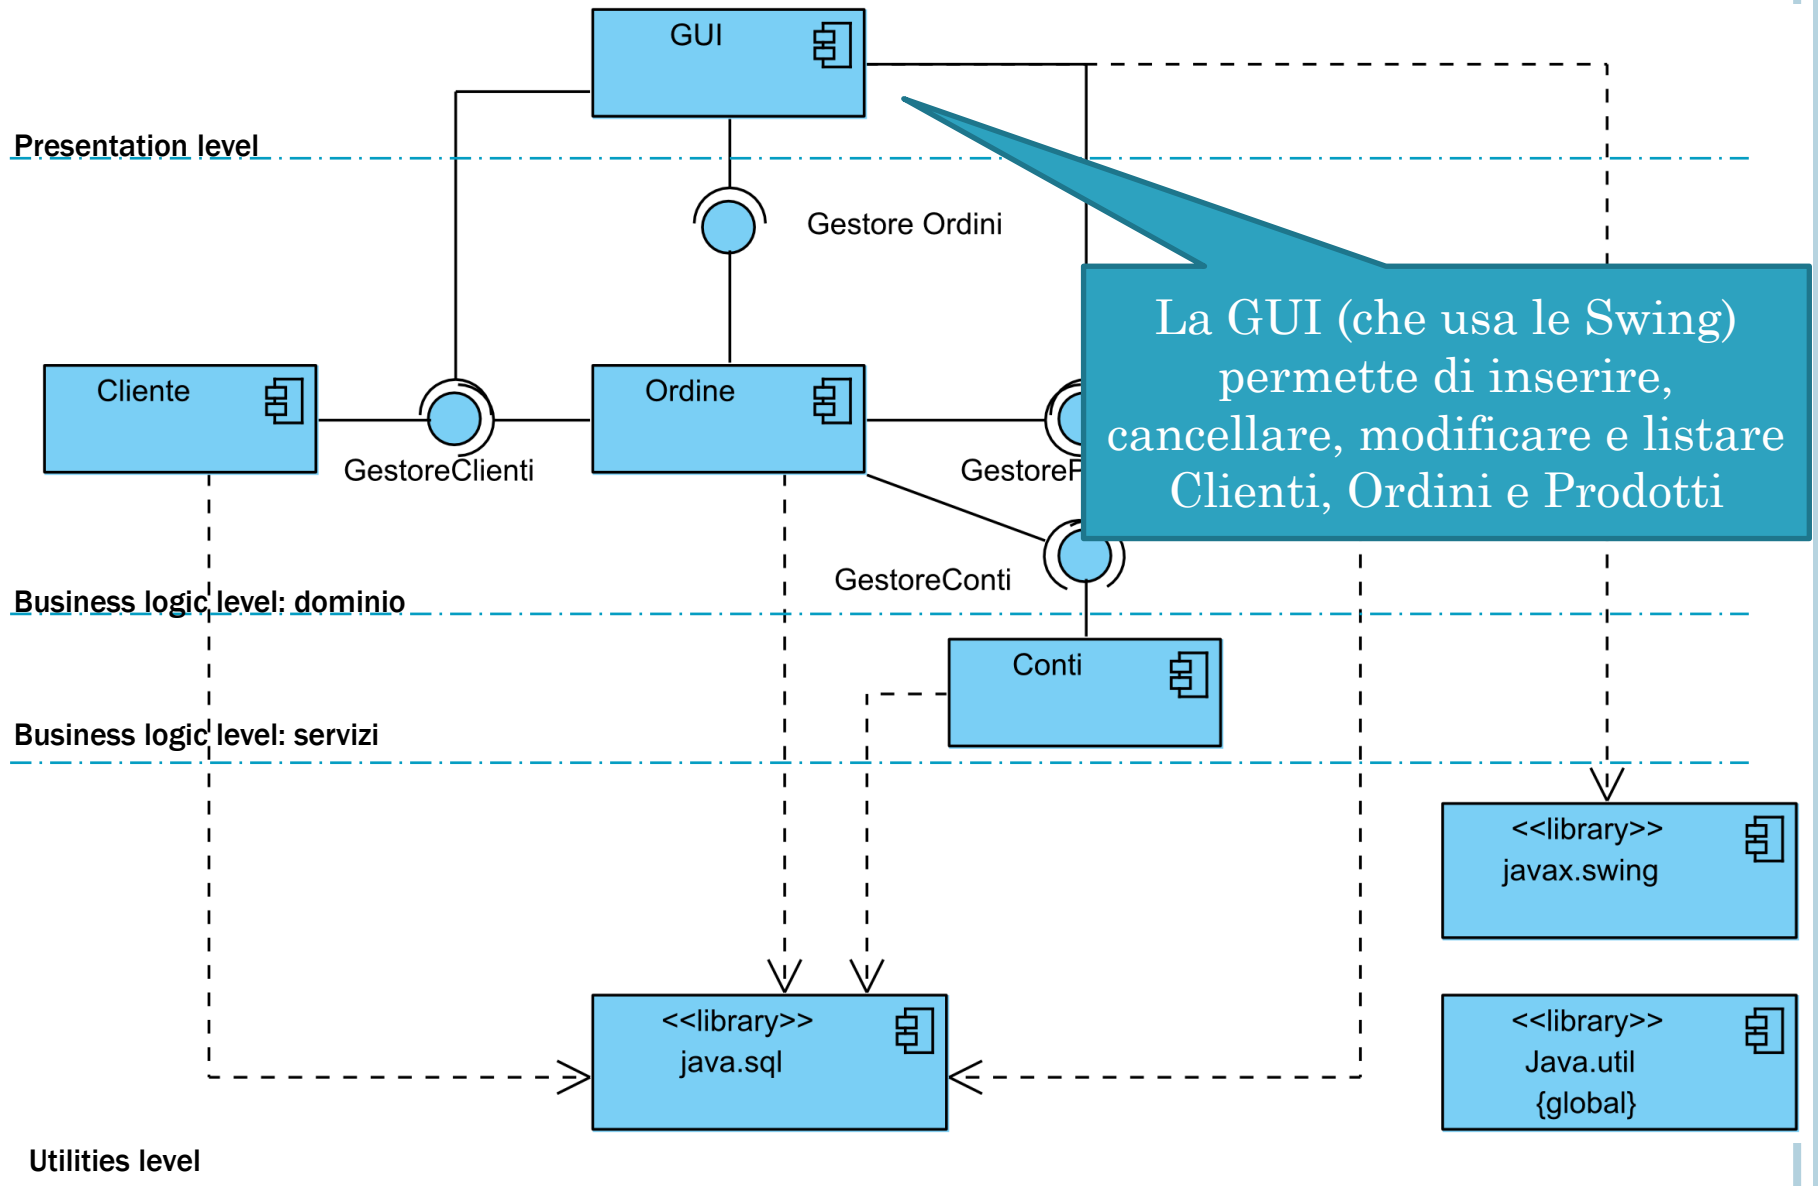 GUI
Presentation level
Gestore Ordini
La GUI (che usa le Swing)
permette di inserire,
cancellare, modificare e listare
Clienti, Ordini e Prodotti
Cliente
Ordine
GestoreClienti
GestoreConti
Business logic level: dominio
Conti
Business logic level: servizi
<<library>>
javax.swing
<<library>>
java.sql
<<library>>
Java.util
{global}
Utilities level